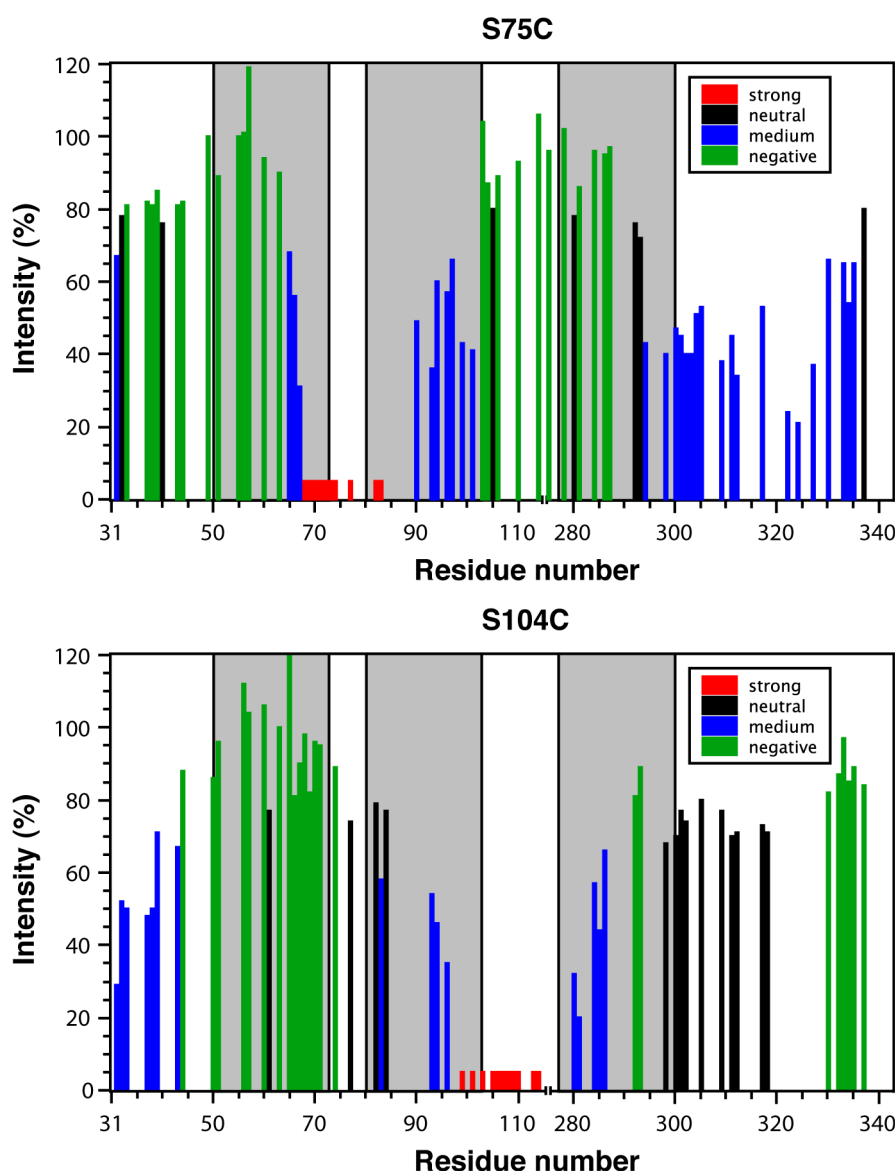 S75C
120
100
80
60
40
20
0
Intensity (%)
strong
neutral
medium
negative
31 50 70 90 110 280 300 320 340
Residue number
S104C
120
100
80
60
40
20
0
Intensity (%)
strong
neutral
medium
negative
31 50 70 90 110 280 300 320 340
Residue number